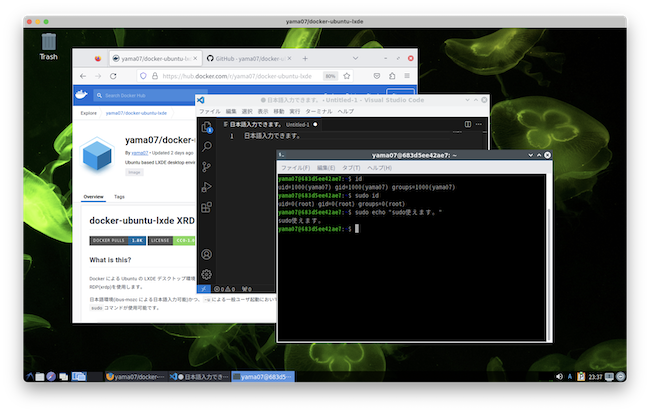 yama07/docker-ubuntu-lxde
Trash
yama07/docker-ubuntu-lx
GitHub - yama07/docker-u
https://hub.docker.com/r/yama07/docker-ubuntu-lxde
80%
Search Docker Hub
Explore
yama07/docker-ubuntu-lxde
yama07/docker-
By yama07 • Updated 2 days ago
Ubuntu based LXDE desktop
Image
Overview
Tags
docker-ubuntu-lxde XRD
DOCKER PULLS
1.8K
LICENSE
What is this?
Docker による Ubuntu の LXDE デスクトップ環境
RDP(xrdp)を使用します。
日本語環境(ibus-mozc による日本語入力可能)かつ、-u による一般ユーザ起動におい
sudo コマンドが使用可能です。
● 日本語入力できます。 • Untitled-1 - Visual Studio Code
ファイル 編集 選択 表示 移動 実行 ターミナル ヘルプ
日本語入力できます。 Untitled-1 ●
1 日本語入力できます。
0 0 0
yama07@683d5ee42ae7: ~
ファイル(F) 編集(E) タブ(T) ヘルプ(H)
yama07@683d5ee42ae7: $ id
uid=1000(yama07) gid=1000(yama07) groups=1000(yama07)
yama07@683d5ee42ae7: $ sudo id
uid=0(root) gid=0(root) groups=0(root)
yama07@683d5ee42ae7: $ sudo echo "sudo使えます。"
sudo使えます。
yama07@683d5ee42ae7: $
yama07/docker-···
● 日本語入力でき···
yama07@683d5···
A
23:37